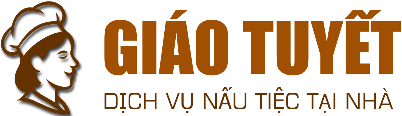 GIÁO TUYẾT
DỊCH VỤ NẤU TIỆC TẠI NHÀ